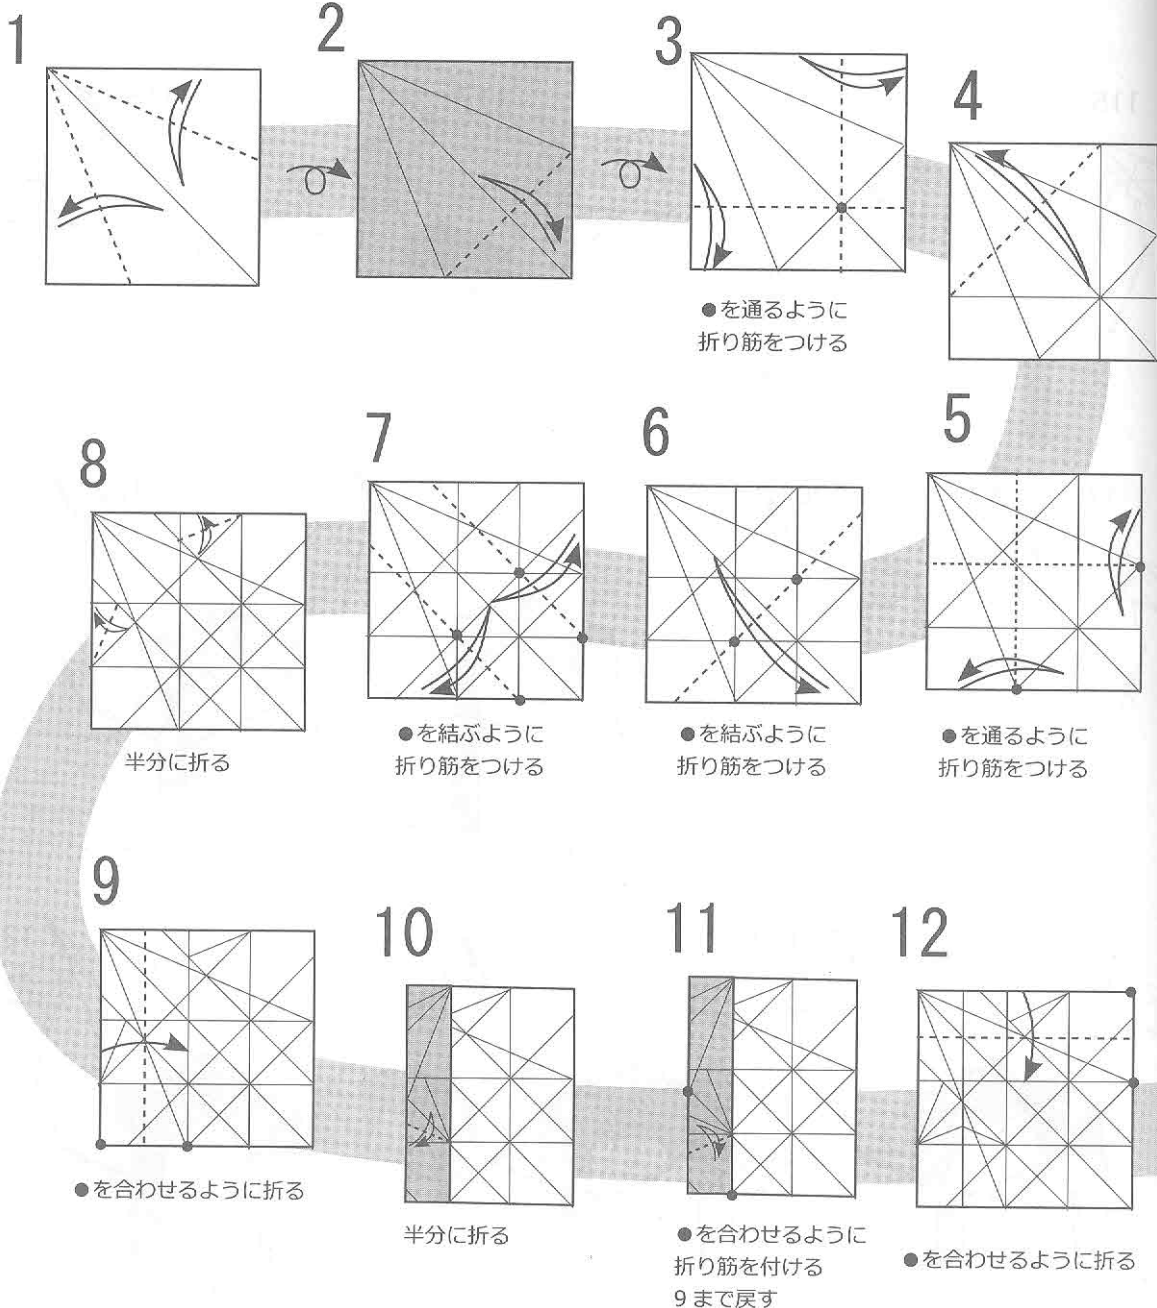 1
2
3
●を通るように
折り筋をつける
4
5
●を通るように
折り筋をつける
6
●を結ぶように
折り筋をつける
7
●を結ぶように
折り筋をつける
8
半分に折る
9
●を合わせるように折る
10
半分に折る
11
●を合わせるように
折り筋を付ける
9 まで戻す
12
●を合わせるように折る